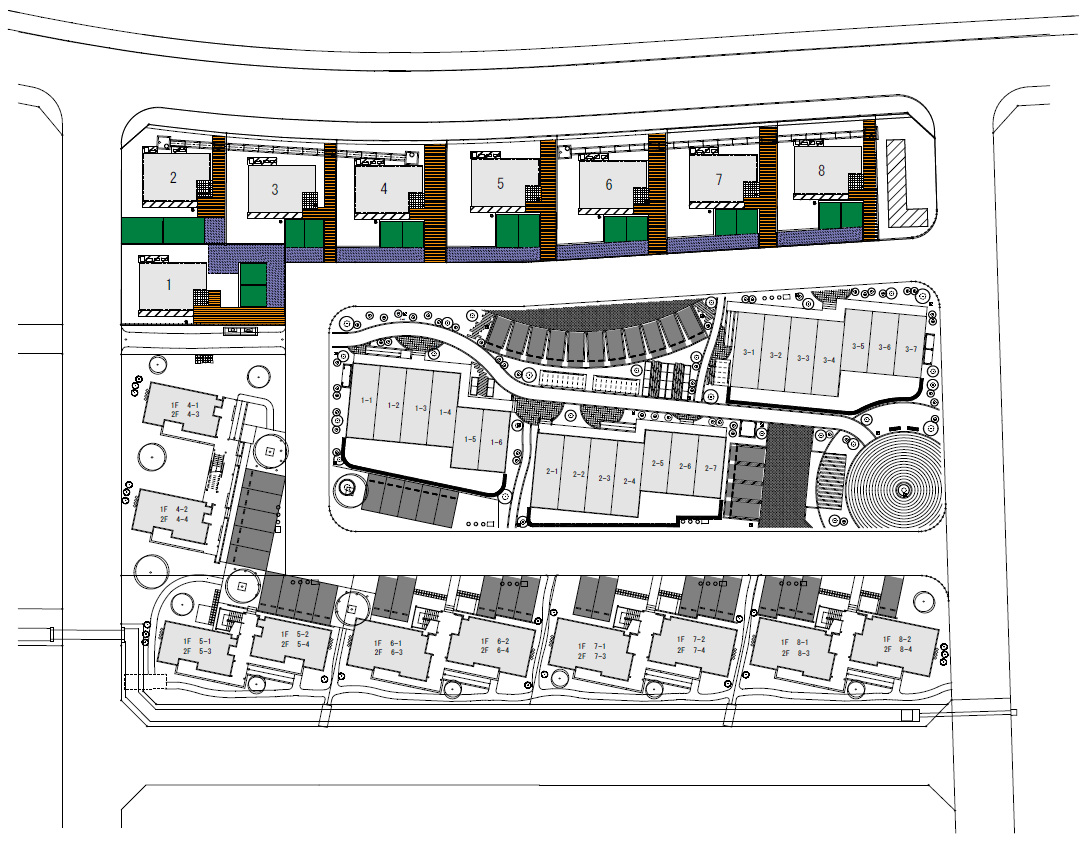 2
3
4
5
6
7
8
1
1-1
1-2
1-3
1-4
1-5
1-6
2-1
2-2
2-3
2-4
2-5
2-6
2-7
3-1
3-2
3-3
3-4
3-5
3-6
3-7
1F 4-1
2F 4-3
1F 4-2
2F 4-4
1F 5-1
2F 5-3
1F 5-2
2F 5-4
1F 6-1
2F 6-3
1F 6-2
2F 6-4
1F 7-1
2F 7-3
1F 7-2
2F 7-4
1F 8-1
2F 8-3
1F 8-2
2F 8-4